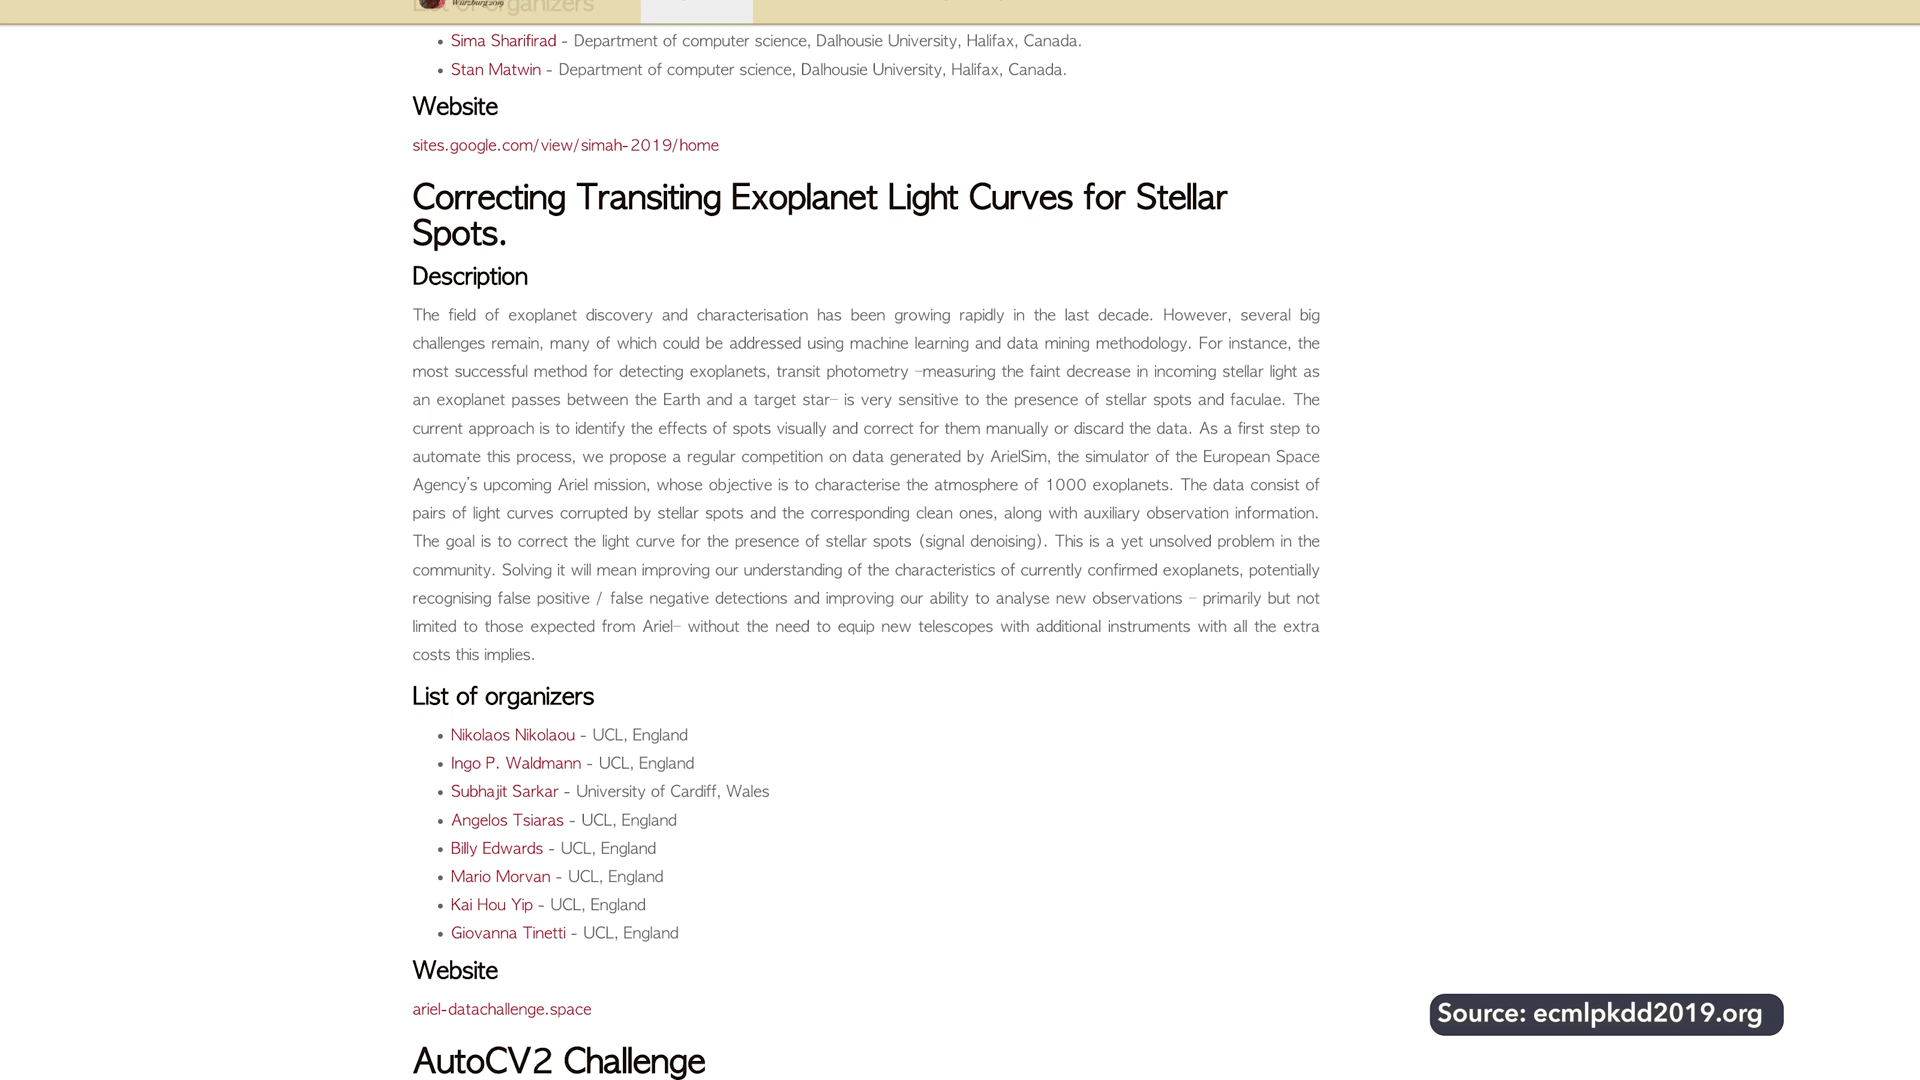 List of organizers
Würzburg 2019
• Sima Sharifirad - Department of computer science, Dalhousie University, Halifax, Canada.
• Stan Matwin - Department of computer science, Dalhousie University, Halifax, Canada.
Website
sites.google.com/view/simah-2019/home
Correcting Transiting Exoplanet Light Curves for Stellar
Spots.
Description
The field of exoplanet discovery and characterisation has been growing rapidly in the last decade. However, several big
challenges remain, many of which could be addressed using machine learning and data mining methodology. For instance, the
most successful method for detecting exoplanets, transit photometry –measuring the faint decrease in incoming stellar light as
an exoplanet passes between the Earth and a target star– is very sensitive to the presence of stellar spots and faculae. The
current approach is to identify the effects of spots visually and correct for them manually or discard the data. As a first step to
automate this process, we propose a regular competition on data generated by ArielSim, the simulator of the European Space
Agency's upcoming Ariel mission, whose objective is to characterise the atmosphere of 1000 exoplanets. The data consist of
pairs of light curves corrupted by stellar spots and the corresponding clean ones, along with auxiliary observation information.
The goal is to correct the light curve for the presence of stellar spots (signal denoising). This is a yet unsolved problem in the
community. Solving it will mean improving our understanding of the characteristics of currently confirmed exoplanets, potentially
recognising false positive / false negative detections and improving our ability to analyse new observations – primarily but not
limited to those expected from Ariel– without the need to equip new telescopes with additional instruments with all the extra
costs this implies.
List of organizers
• Nikolaos Nikolaou - UCL, England
• Ingo P. Waldmann - UCL, England
• Subhajit Sarkar - University of Cardiff, Wales
• Angelos Tsiaras - UCL, England
• Billy Edwards - UCL, England
• Mario Morvan - UCL, England
• Kai Hou Yip - UCL, England
• Giovanna Tinetti - UCL, England
Website
ariel-datachallenge.space
Source: ecmlpkdd2019.org
AutoCV2 Challenge